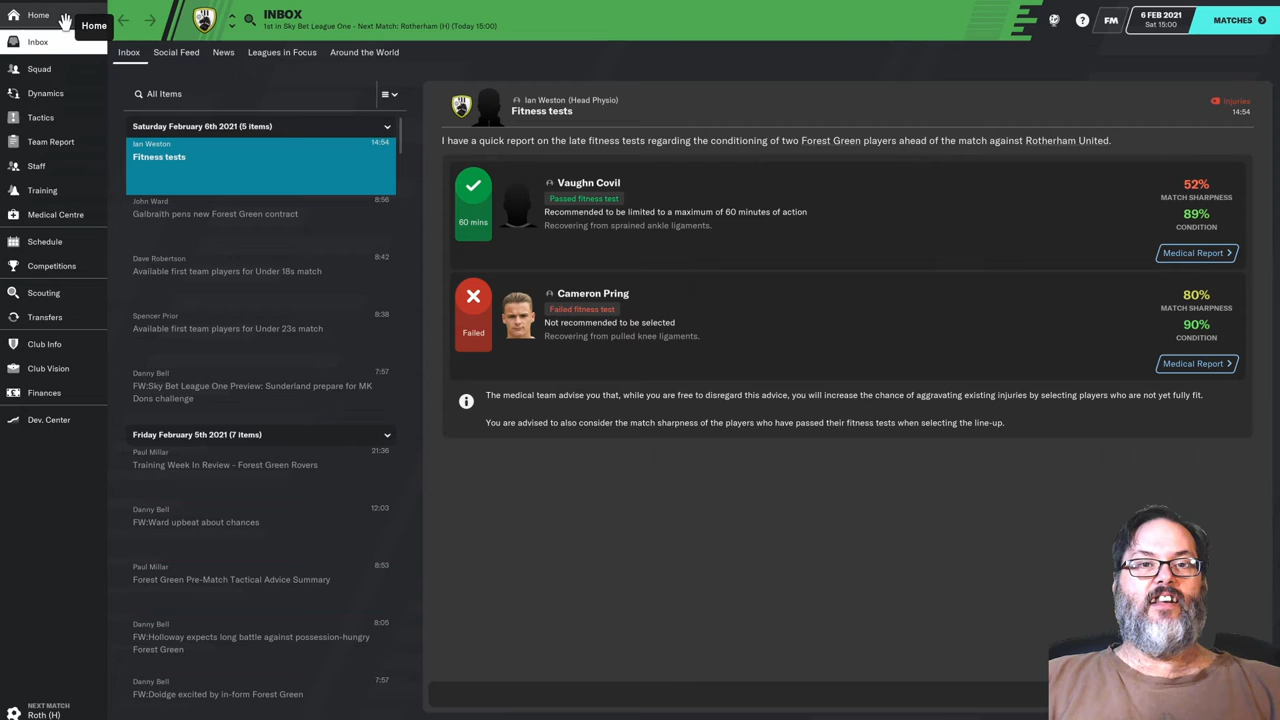 Home
Home
INBOX
1st in Sky Bet League One - Next Match: Rotherham (H) (Today 15:00)
FM
6 FEB 2021
Sat 15:00
MATCHES
Inbox
Squad
Dynamics
Tactics
Team Report
Staff
Training
Medical Centre
Schedule
Competitions
Scouting
Transfers
Club Info
Club Vision
Finances
Dev. Center
NEXT MATCH
Roth (H)
Inbox
Social Feed
News
Leagues in Focus
Around the World
All Items
Saturday February 6th 2021 (5 items)
Ian Weston 14:54
Fitness tests
John Ward 8:56
Galbraith pens new Forest Green contract
Dave Robertson 8:42
Available first team players for Under 18s match
Spencer Prior 8:38
Available first team players for Under 23s match
Danny Bell 7:57
FW:Sky Bet League One Preview: Sunderland prepare for MK
Dons challenge
Friday February 5th 2021 (7 items)
Paul Millar 21:36
Training Week In Review - Forest Green Rovers
Danny Bell 12:03
FW:Ward upbeat about chances
Paul Millar 8:53
Forest Green Pre-Match Tactical Advice Summary
Danny Bell 8:05
FW:Holloway expects long battle against possession-hungry
Forest Green
Danny Bell 7:57
FW:Doidge excited by in-form Forest Green
Ian Weston (Head Physio)
Fitness tests
Injuries
14:54
I have a quick report on the late fitness tests regarding the conditioning of two Forest Green players ahead of the match against Rotherham United.
60 mins
Vaughn Covil
Passed fitness test
Recommended to be limited to a maximum of 60 minutes of action
Recovering from sprained ankle ligaments.
52%
MATCH SHARPNESS
89%
CONDITION
Medical Report
Failed
Cameron Pring
Failed fitness test
Not recommended to be selected
Recovering from pulled knee ligaments.
80%
MATCH SHARPNESS
90%
CONDITION
Medical Report
The medical team advise you that, while you are free to disregard this advice, you will increase the chance of aggravating existing injuries by selecting players who are not yet fully fit.
You are advised to also consider the match sharpness of the players who have passed their fitness tests when selecting the line-up.